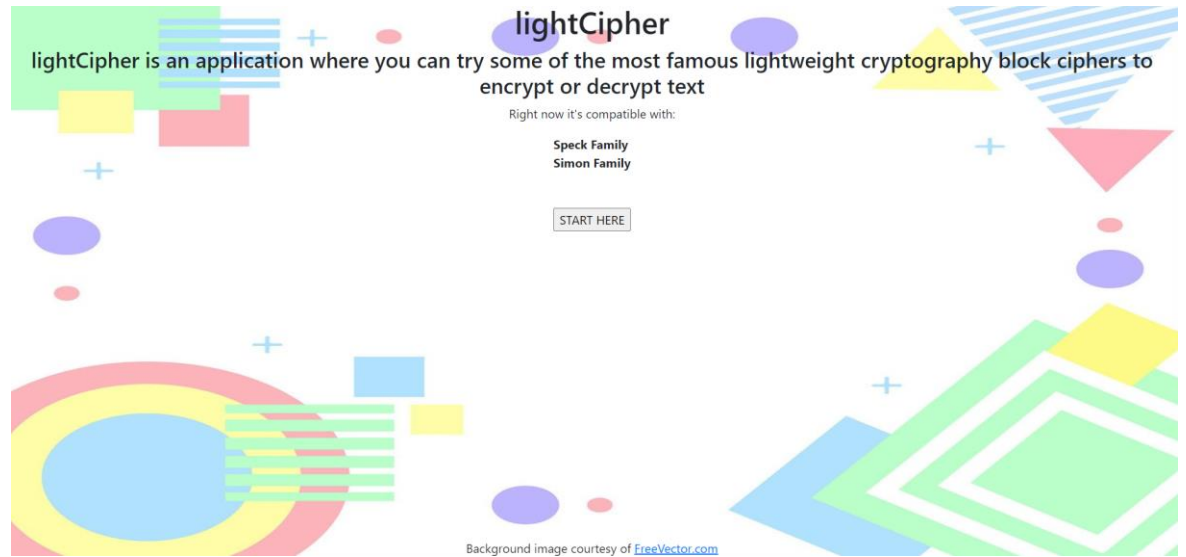 lightCipher
lightCipher is an application where you can try some of the most famous lightweight cryptography block ciphers to
encrypt or decrypt text
Right now it's compatible with:
Speck Family
Simon Family
START HERE
Background image courtesy of FreeVector.com